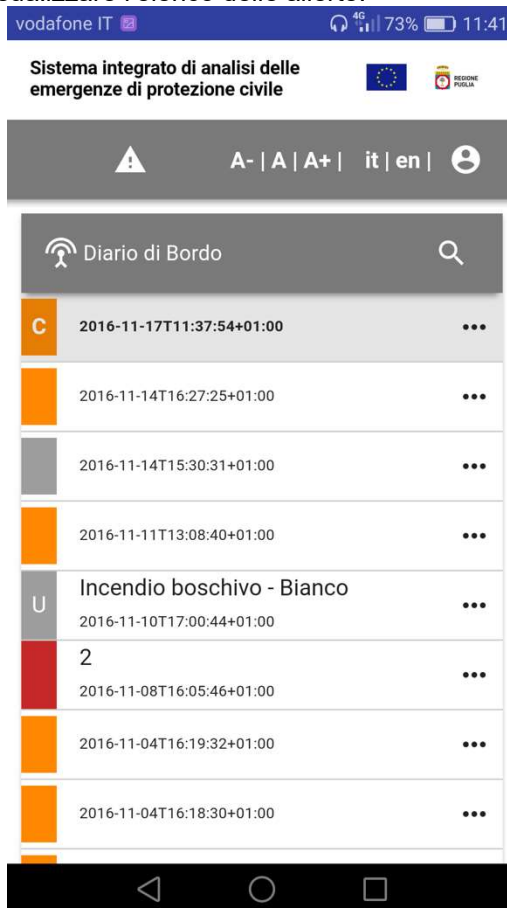 vodafone IT 4G 73% 11:41
Sistema integrato di analisi delle
emergenze di protezione civile
REGIONE
PUGLIA
A- | A | A+ | it | en |
Diario di Bordo
C 2016-11-17T11:37:54+01:00
2016-11-14T16:27:25+01:00
2016-11-14T15:30:31+01:00
2016-11-11T13:08:40+01:00
Incendio boschivo - Bianco
U
2016-11-10T17:00:44+01:00
2
2016-11-08T16:05:46+01:00
2016-11-04T16:19:32+01:00
2016-11-04T16:18:30+01:00